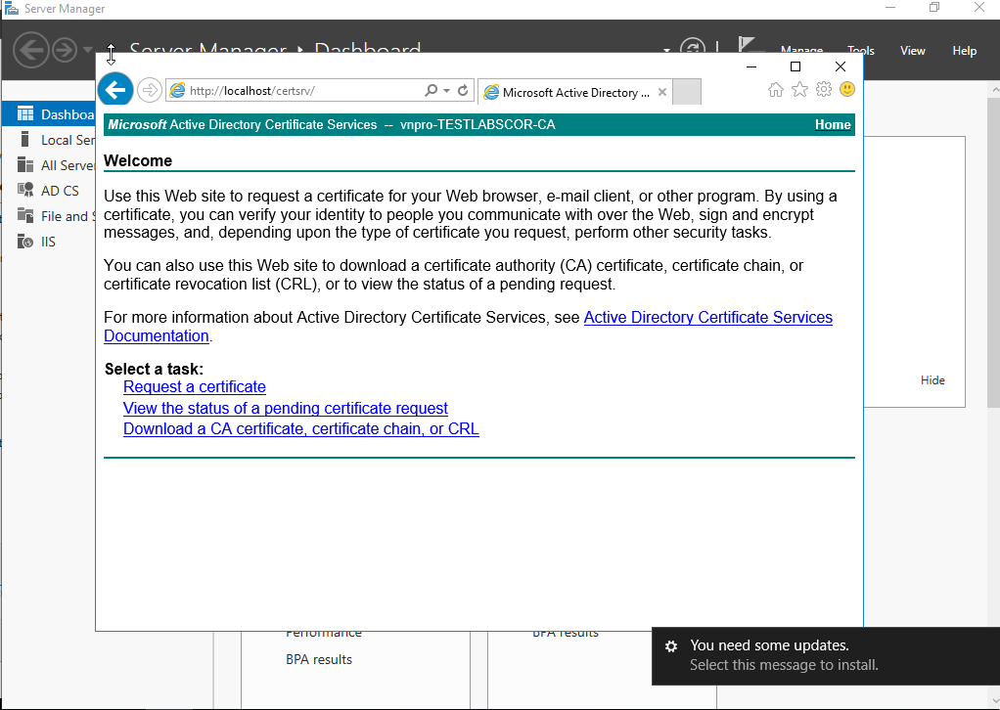 Server Manager
Server Manager • Dashboard
Manage Tools View Help
http://localhost/certsrv/
Microsoft Active Directory ...
Microsoft Active Directory Certificate Services -- vnpro-TESTLABSCOR-CA Home
Dashboa
Local Ser
All Server
AD CS
File and S
IIS
Welcome
Use this Web site to request a certificate for your Web browser, e-mail client, or other program. By using a
certificate, you can verify your identity to people you communicate with over the Web, sign and encrypt
messages, and, depending upon the type of certificate you request, perform other security tasks.
You can also use this Web site to download a certificate authority (CA) certificate, certificate chain, or
certificate revocation list (CRL), or to view the status of a pending request.
For more information about Active Directory Certificate Services, see Active Directory Certificate Services
Documentation.
Select a task:
Request a certificate
View the status of a pending certificate request
Download a CA certificate, certificate chain, or CRL
Hide
Performance
BPA results
BPA results
You need some updates.
Select this message to install.